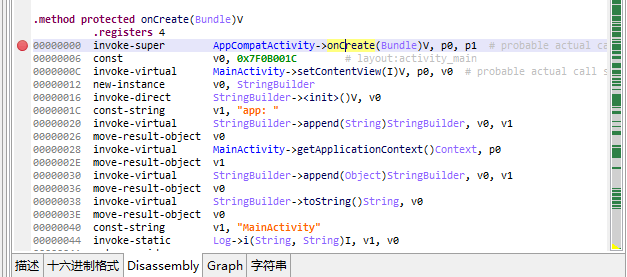 .method protected onCreate(Bundle)V
.registers 4
00000000 invoke-super AppCompatActivity->onCreate(Bundle)V, p0, p1 # probable actual cal
00000006 const v0, 0x7F0B001C # layout:activity_main
0000000C invoke-virtual MainActivity->setContentView(I)V, p0, v0 # probable actual call s
00000012 new-instance v0, StringBuilder
00000016 invoke-direct StringBuilder-><init>()V, v0
0000001C const-string v1, "app: "
00000020 invoke-virtual StringBuilder->append(String)StringBuilder, v0, v1
00000026 move-result-object v0
00000028 invoke-virtual MainActivity->getApplicationContext()Context, p0
0000002E move-result-object v1
00000030 invoke-virtual StringBuilder->append(Object)StringBuilder, v0, v1
00000036 move-result-object v0
00000038 invoke-virtual StringBuilder->toString()String, v0
0000003E move-result-object v0
00000040 const-string v1, "MainActivity"
00000044 invoke-static Log->i(String, String)I, v1, v0
描述 十六进制格式 Disassembly Graph 字符串